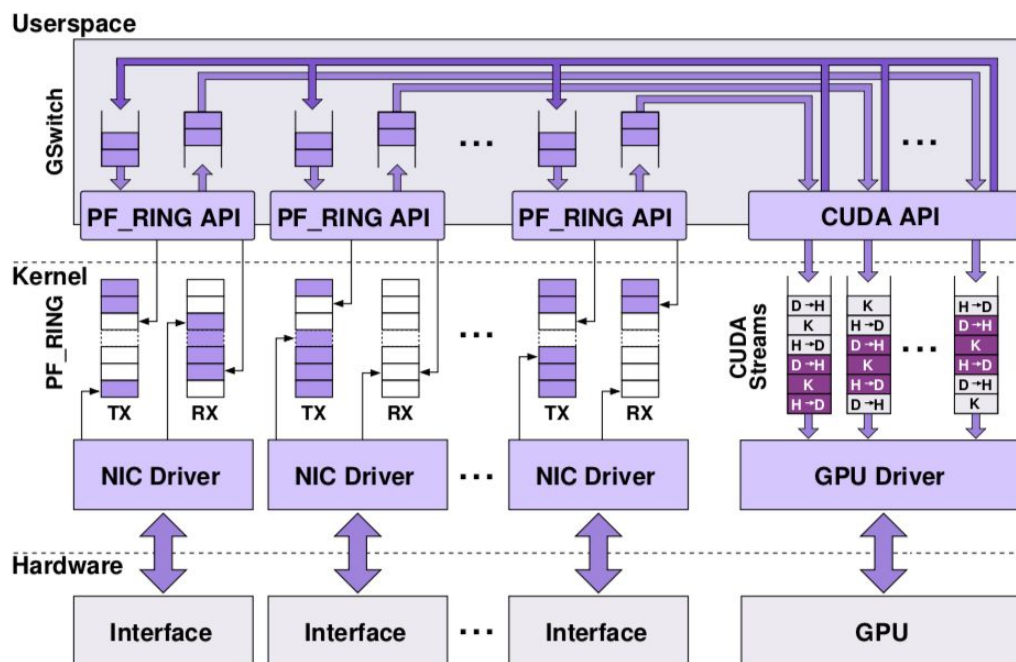 Userspace
GSwitch
...
...
PF_RING API
PF_RING API
PF_RING API
CUDA API
Kernel
PF_RING
TX
RX
TX
RX
...
TX
RX
CUDA
Streams
D→H
K
H→D
D→H
K
H→D
K
H→D
D→H
K
H→D
D→H
...
H→D
D→H
K
H→D
D→H
K
NIC Driver
NIC Driver
...
NIC Driver
GPU Driver
Hardware
Interface
Interface
...
Interface
GPU